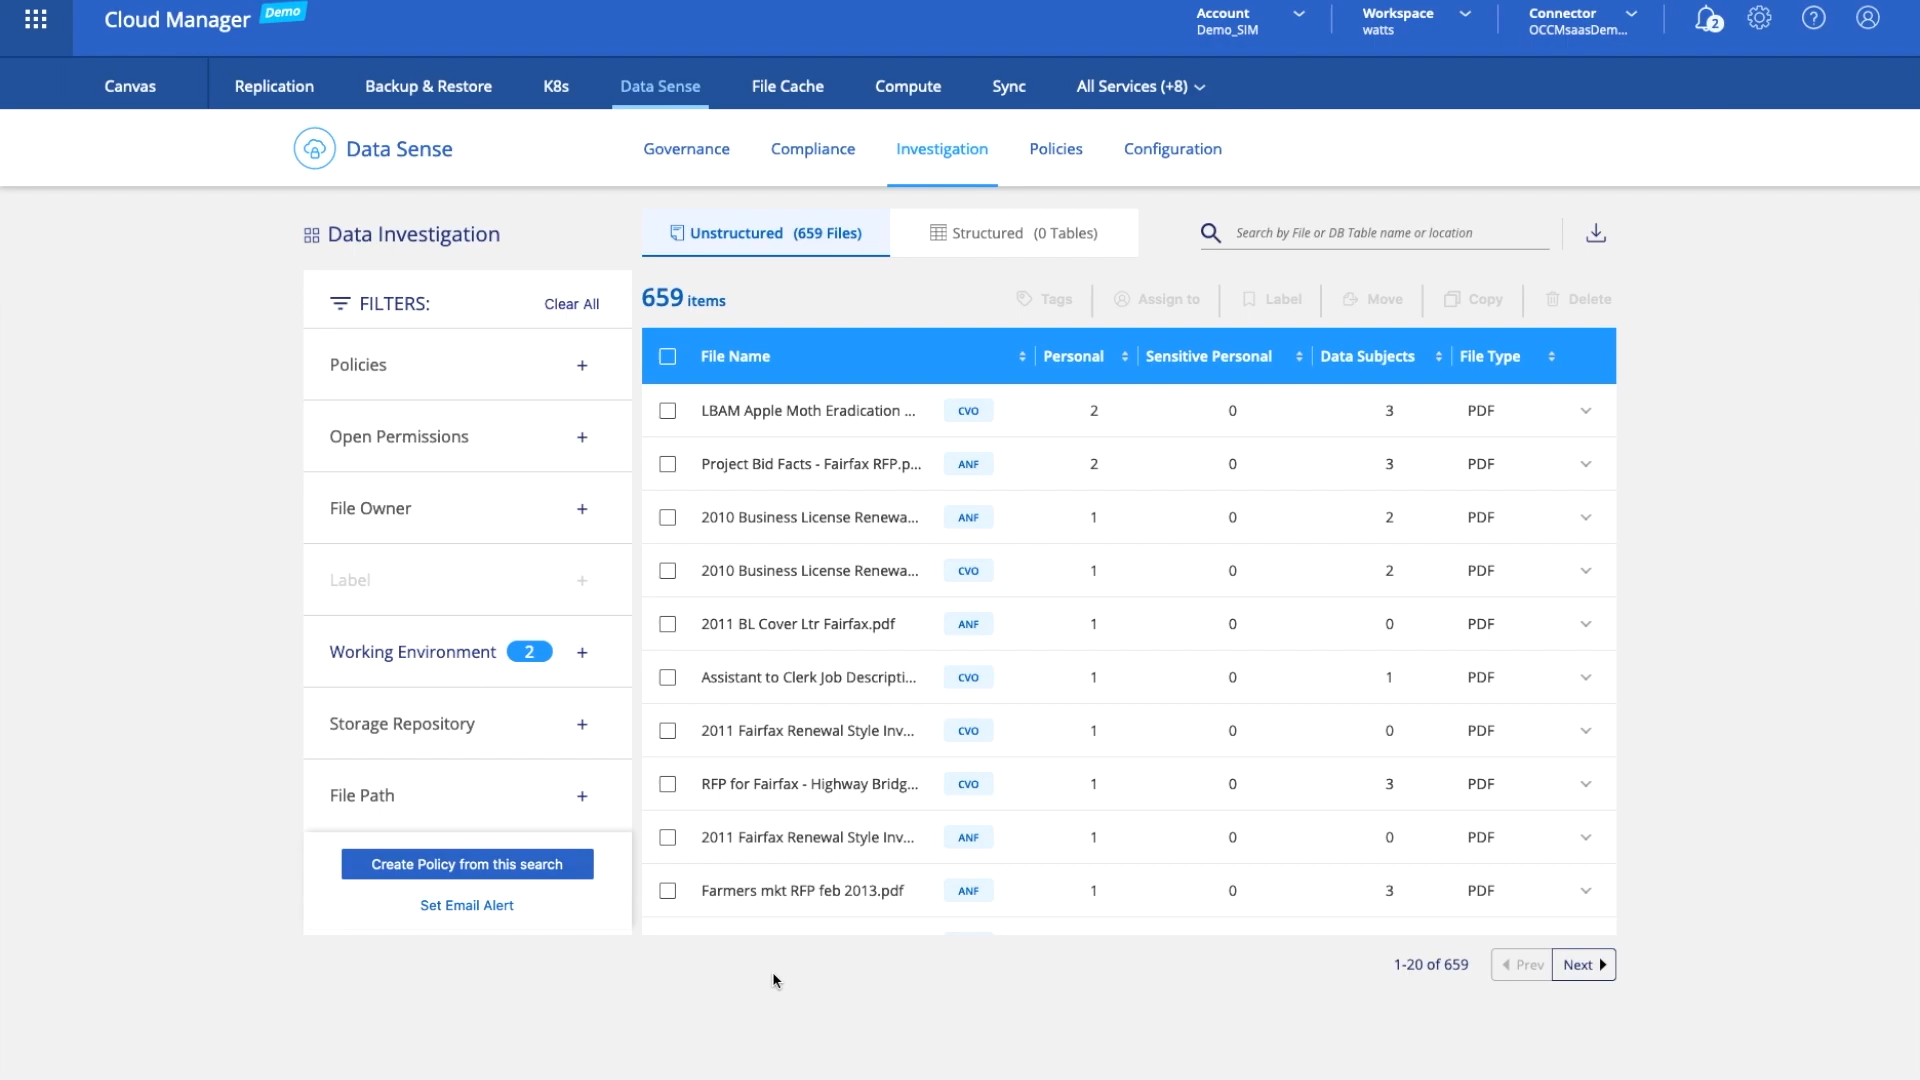 Cloud Manager Demo
Account
Demo_SIM
Workspace
watts
Connector
OCCMsaasDem...
2
Canvas Replication Backup & Restore K8s Data Sense File Cache Compute Sync All Services (+8)
Data Sense
Governance Compliance Investigation Policies Configuration
Data Investigation
Unstructured (659 Files)
Structured (0 Tables)
Search by File or DB Table name or location
FILTERS: Clear All
Policies +
Open Permissions +
File Owner +
Label +
Working Environment 2 +
Storage Repository +
File Path +
Create Policy from this search
Set Email Alert
659 items
Tags Assign to Label Move Copy Delete
File Name Personal Sensitive Personal Data Subjects File Type
LBAM Apple Moth Eradication ... CVO 2 0 3 PDF
Project Bid Facts - Fairfax RFP.p... ANF 2 0 3 PDF
2010 Business License Renewa... ANF 1 0 2 PDF
2010 Business License Renewa... CVO 1 0 2 PDF
2011 BL Cover Ltr Fairfax.pdf ANF 1 0 0 PDF
Assistant to Clerk Job Descripti... CVO 1 0 1 PDF
2011 Fairfax Renewal Style Inv... CVO 1 0 0 PDF
RFP for Fairfax - Highway Bridg... CVO 1 0 3 PDF
2011 Fairfax Renewal Style Inv... ANF 1 0 0 PDF
Farmers mkt RFP feb 2013.pdf ANF 1 0 3 PDF
1-20 of 659 Prev Next